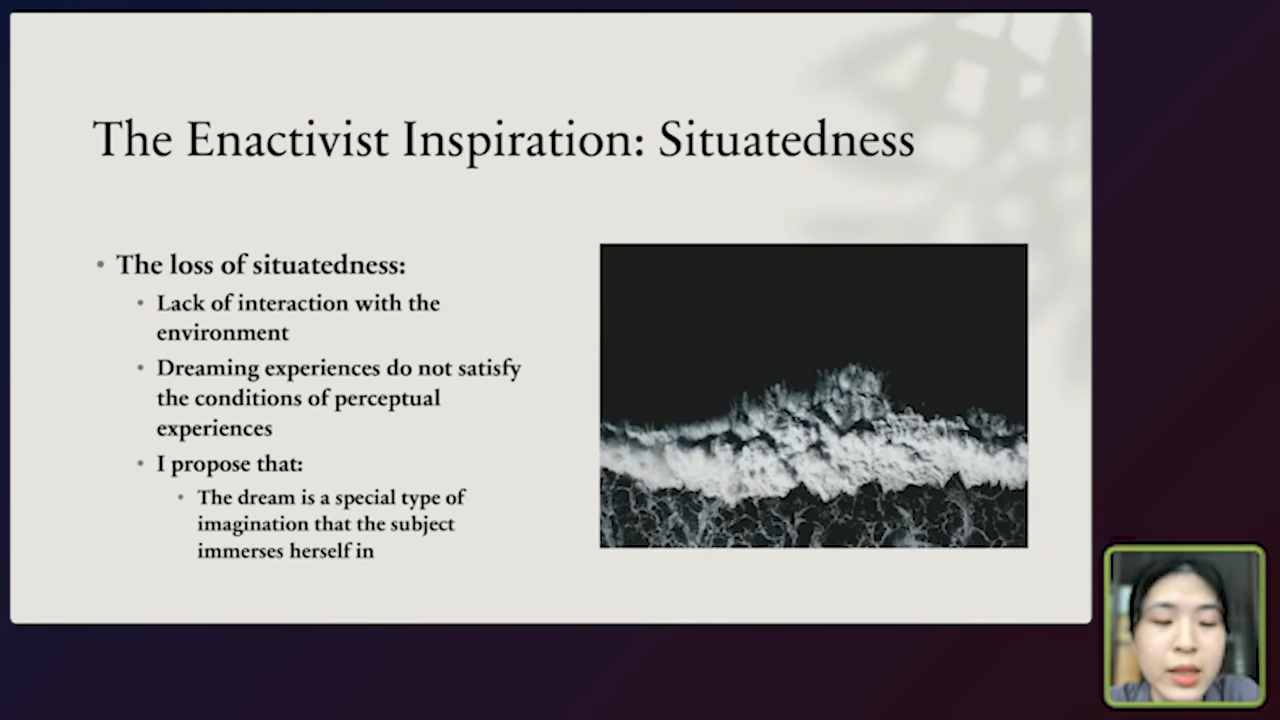 The Enactivist Inspiration: Situatedness
• The loss of situatedness:
• Lack of interaction with the
environment
• Dreaming experiences do not satisfy
the conditions of perceptual
experiences
• I propose that:
• The dream is a special type of
imagination that the subject
immerses herself in